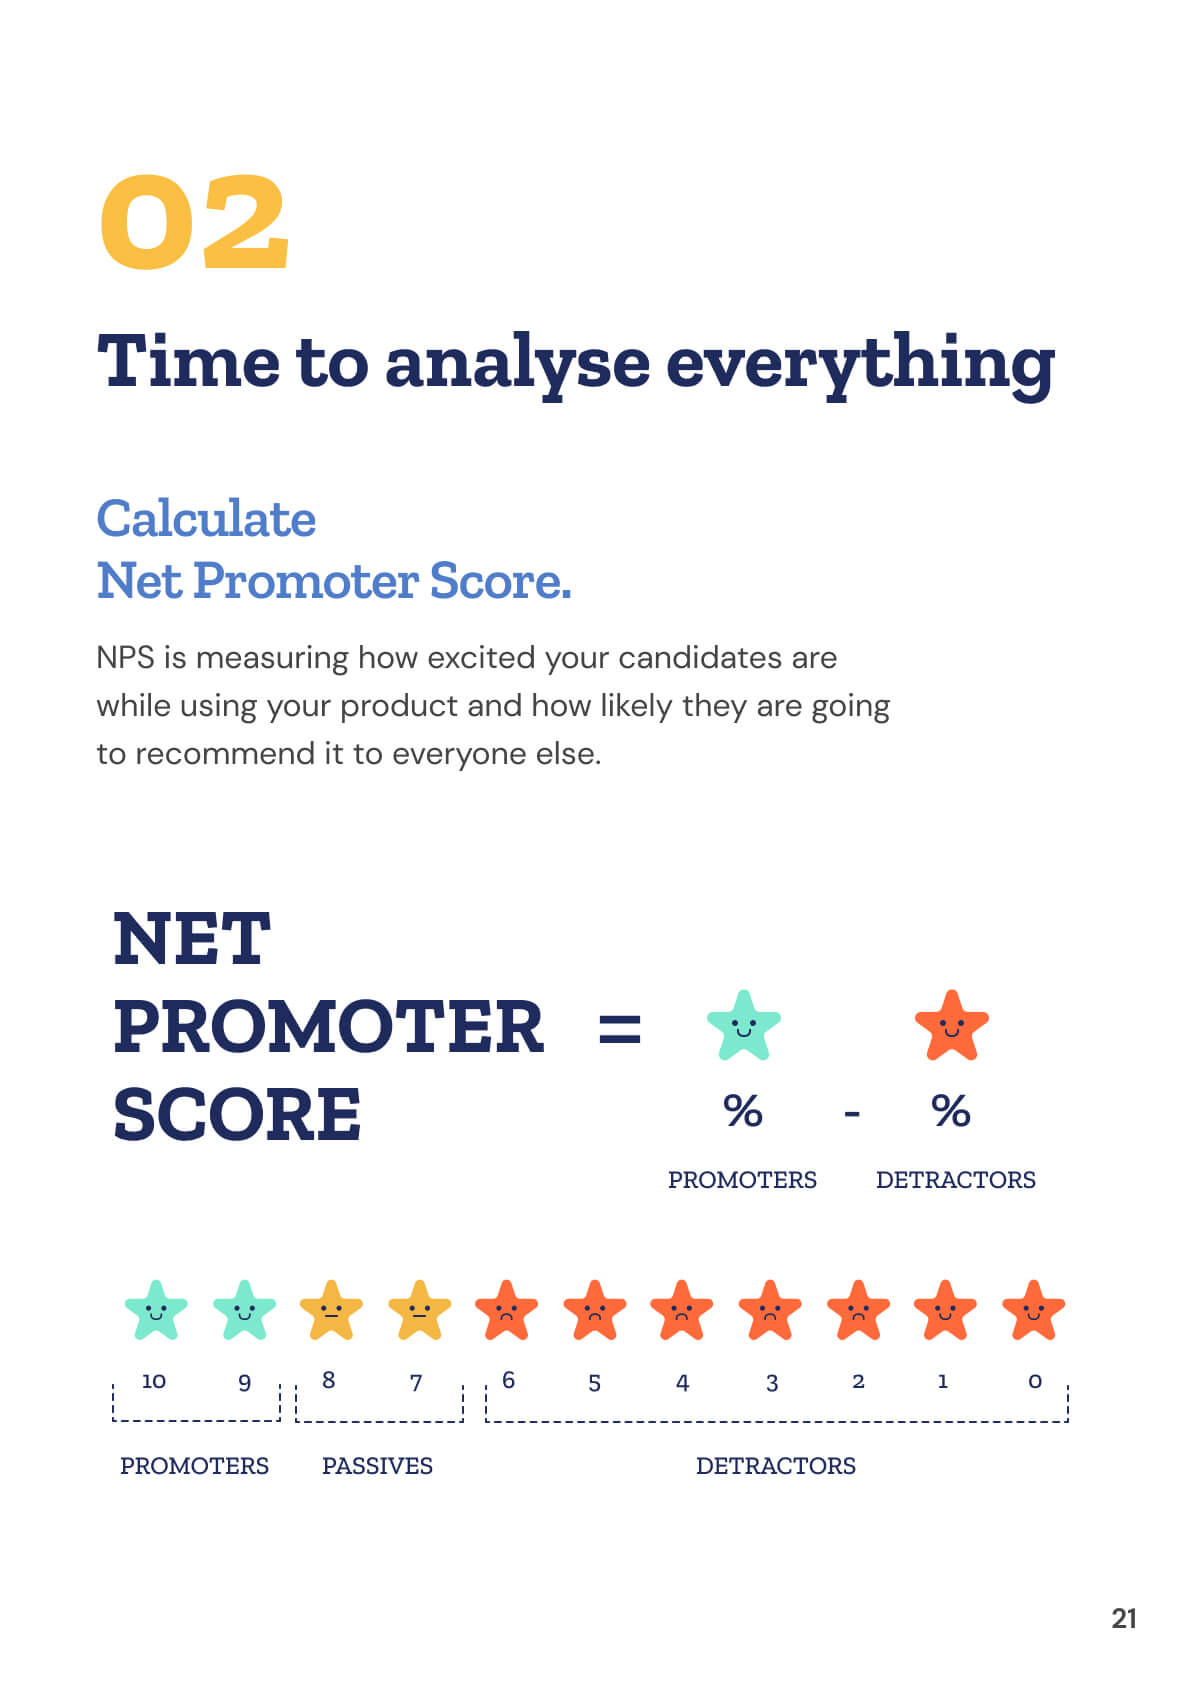 02
Time to analyse everything
Calculate
Net Promoter Score.
NPS is measuring how excited your candidates are
while using your product and how likely they are going
to recommend it to everyone else.
NET
PROMOTER
SCORE
=
% - %
PROMOTERS DETRACTORS
10 9 8 7 6 5 4 3 2 1 0
PROMOTERS PASSIVES DETRACTORS
21